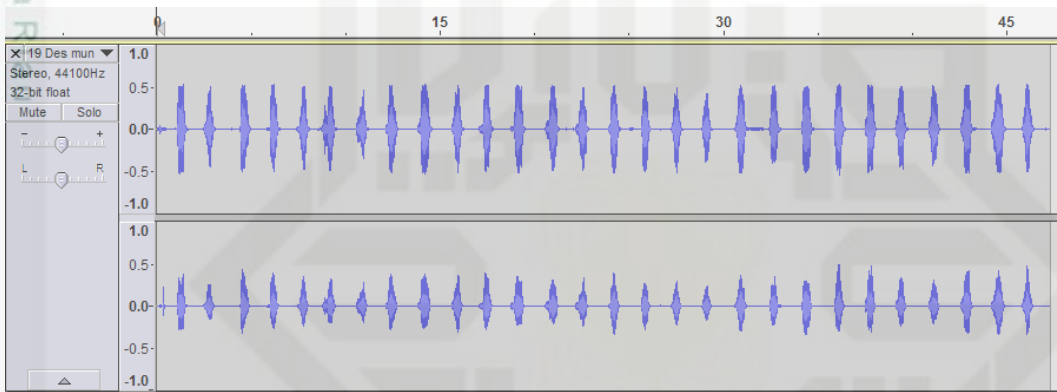 0 15 30 45
X 19 Des mun ▼ 1.0
Stereo, 44100Hz
32-bit float 0.5-
Mute Solo
- + 0.0-
L R -0.5-
-1.0
1.0
0.5-
0.0-
-0.5-
-1.0